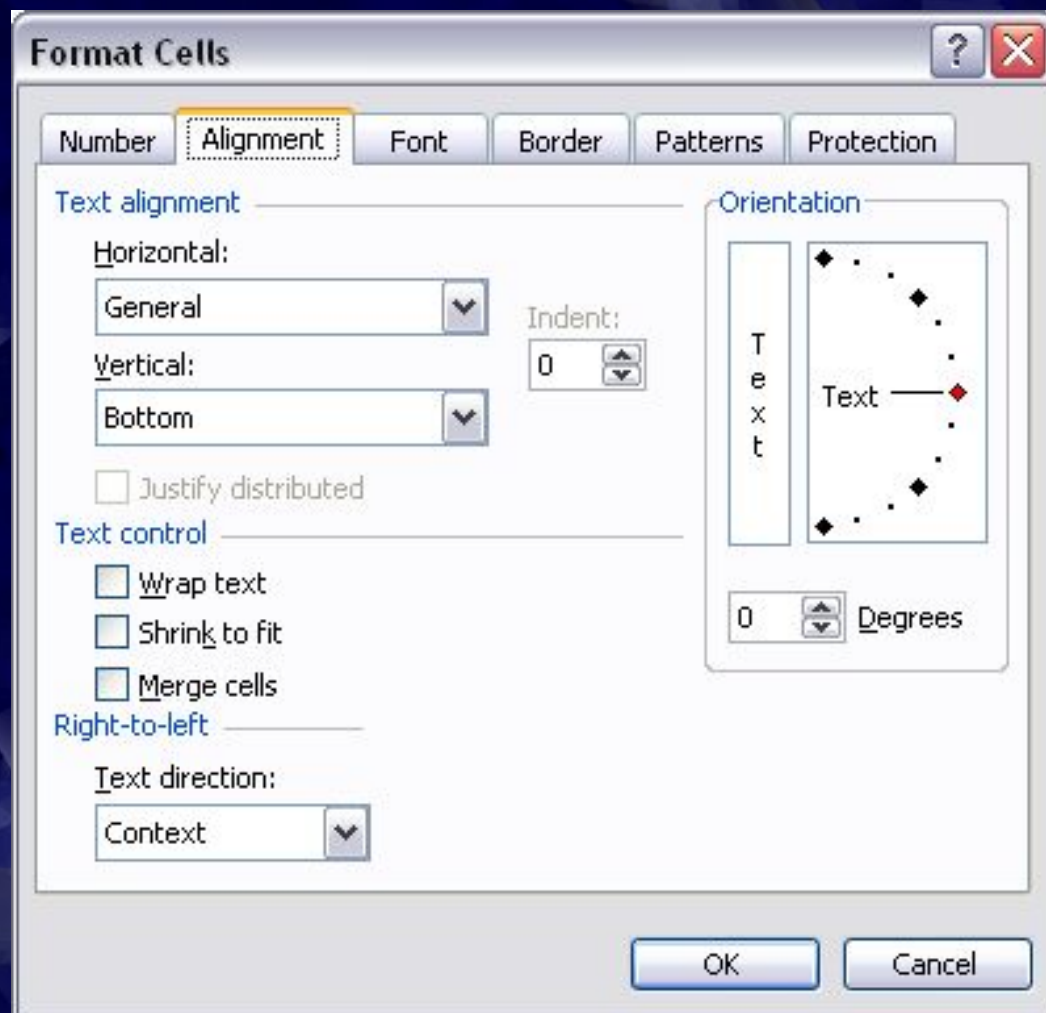 Format Cells
?
Number Alignment Font Border Patterns Protection
Text alignment
Horizontal:
General
Indent:
0
Vertical:
Bottom
Justify distributed
Text control
Wrap text
Shrink to fit
Merge cells
Right-to-left
Text direction:
Context
Orientation
T
e
x
t
Text
0 Degrees
OK Cancel